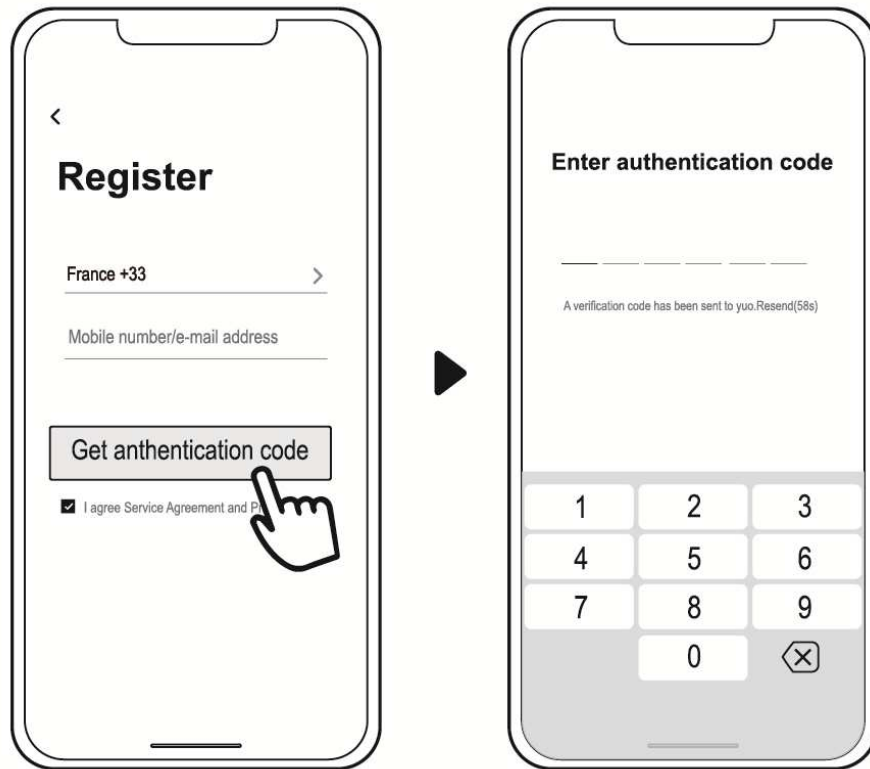 Register
France +33
Mobile number/e-mail address
Get anthentication code
I agree Service Agreement and
Enter authentication code
A verification code has been sent to yuo.Resend(58s)
1 2 3
4 5 6
7 8 9
0